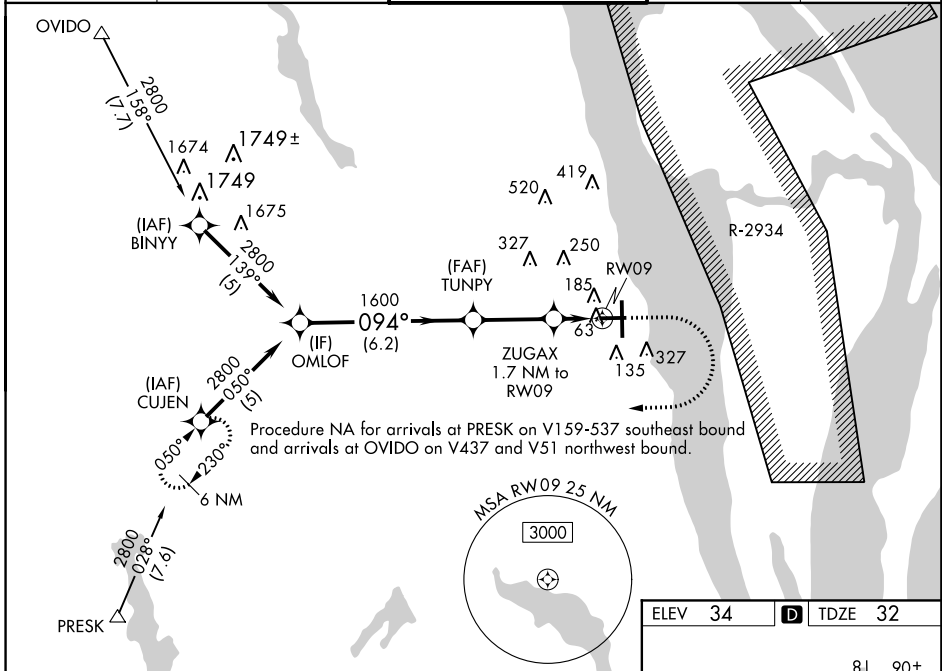 OVIDO
2800
158°
(7.7)
1674
1749±
1749
1675
(IAF)
BINYY
2800
139°
(5)
419
520
327
250
185
RW09
R-2934
(FAF)
TUNPY
1600
094°
(6.2)
63
(IF)
OMLOF
ZUGAX
1.7 NM to
RW09
135
327
(IAF)
CUJEN
2800
050°
(5)
Procedure NA for arrivals at PRESK on V159-537 southeast bound
and arrivals at OVIDO on V437 and V51 northwest bound.
050°
230°
6 NM
MSA RW09 25 NM
3000
2800
028°
(7.6)
PRESK
ELEV 34 D TDZE 32
90±